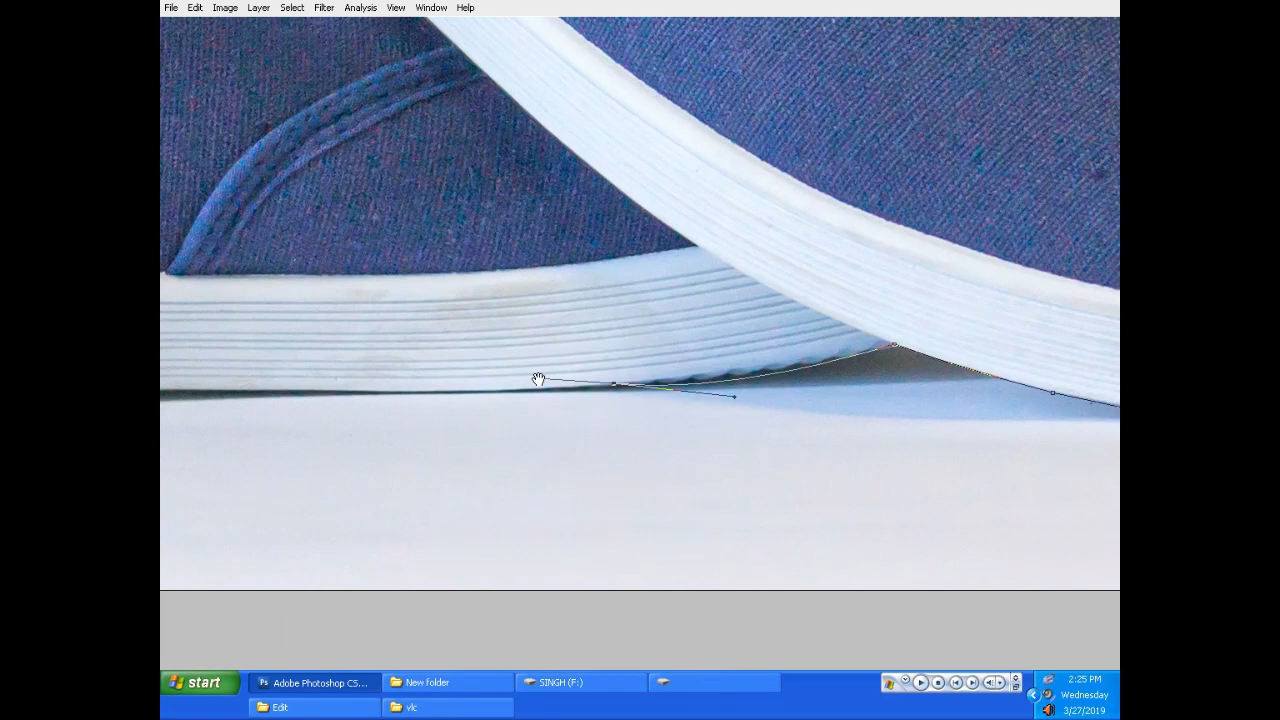 File Edit Image Layer Select Filter Analysis View Window Help
start
Ps Adobe Photoshop CS...
New folder
SINGH (F:)
2:25 PM
Wednesday
Edit
vlc
3/27/2019